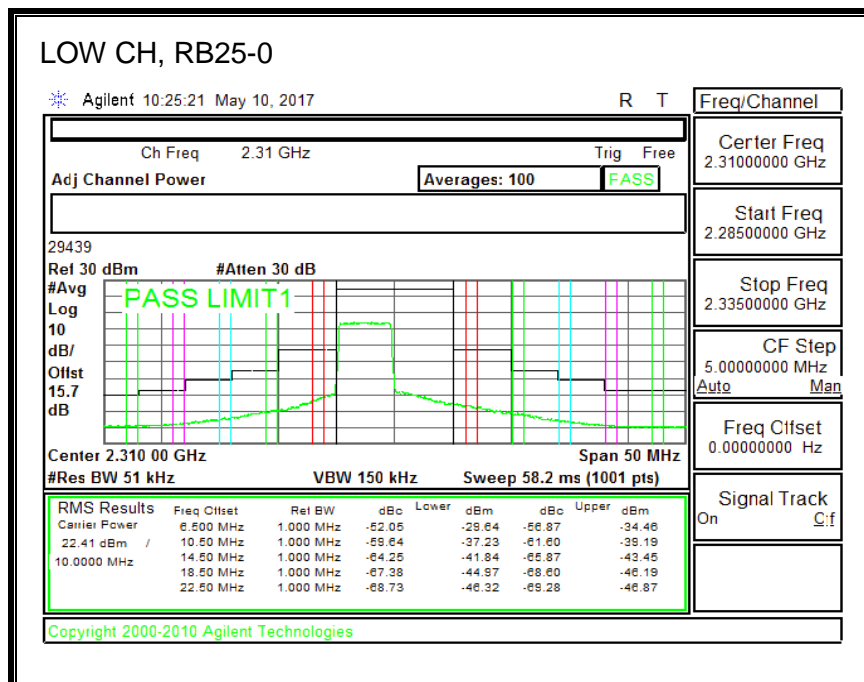 LOW CH, RB25-0
Agilent 10:25:21 May 10, 2017 R T
Freq/Channel
Ch Freq 2.31 GHz Trig Free
Adj Channel Power Averages: 100 PASS
Center Freq
2.31000000 GHz
Start Freq
2.28500000 GHz
29439
Ref 30 dBm #Atten 30 dB
#Avg
Log
10
dB/
Offst
15.7
dB
PASS LIMIT1
Stop Freq
2.33500000 GHz
CF Step
5.00000000 MHz
Auto Man
Freq Offset
0.00000000 Hz
Center 2.310 00 GHz Span 50 MHz
#Res BW 51 kHz VBW 150 kHz Sweep 58.2 ms (1001 pts)
Signal Track
On Off
RMS Results Freq Offset Ref BW dBc Lower dBm dBc Upper dBm
Carrier Power 6.500 MHz 1.000 MHz -52.05 -29.64 -56.87 -34.46
22.41 dBm / 10.50 MHz 1.000 MHz -59.64 -37.23 -61.60 -39.19
10.0000 MHz 14.50 MHz 1.000 MHz -64.25 -41.84 -65.87 -43.45
18.50 MHz 1.000 MHz -67.38 -44.97 -68.60 -46.19
22.50 MHz 1.000 MHz -68.73 -46.32 -69.28 -46.87
Copyright 2000-2010 Agilent Technologies